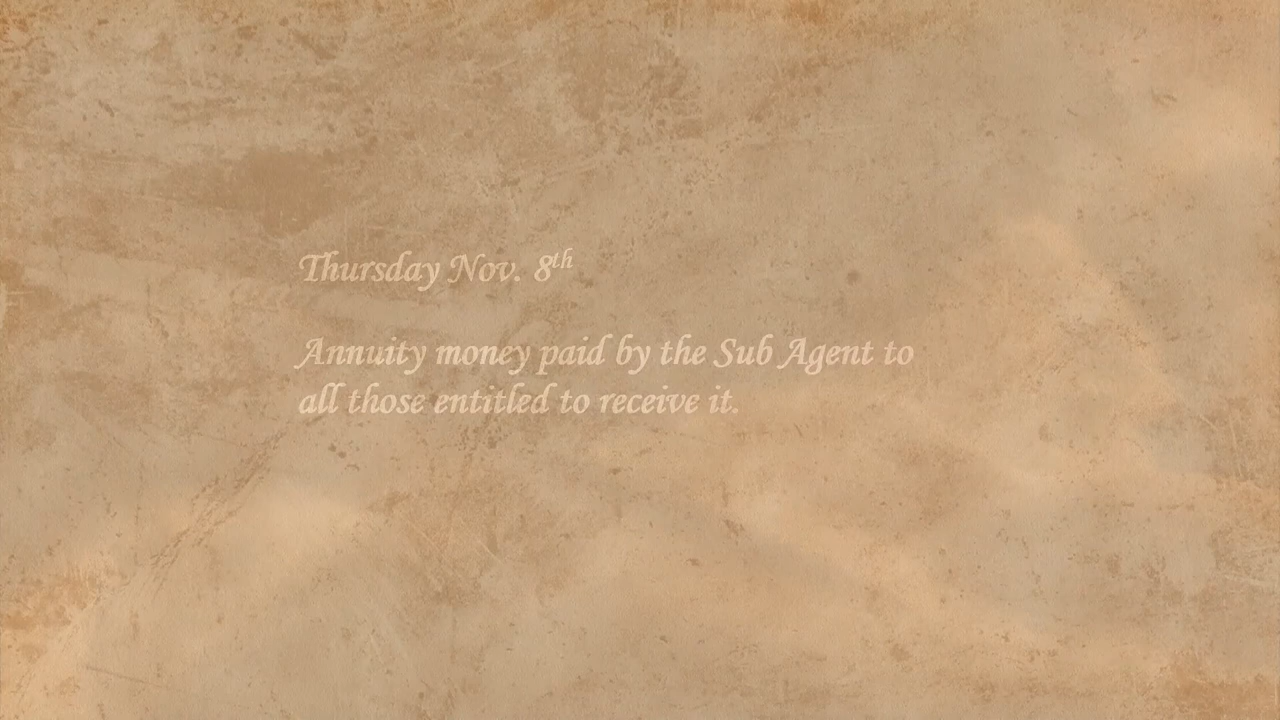 Thursday Nov. 8th
Annuity money paid by the Sub Agent to
all those entitled to receive it.